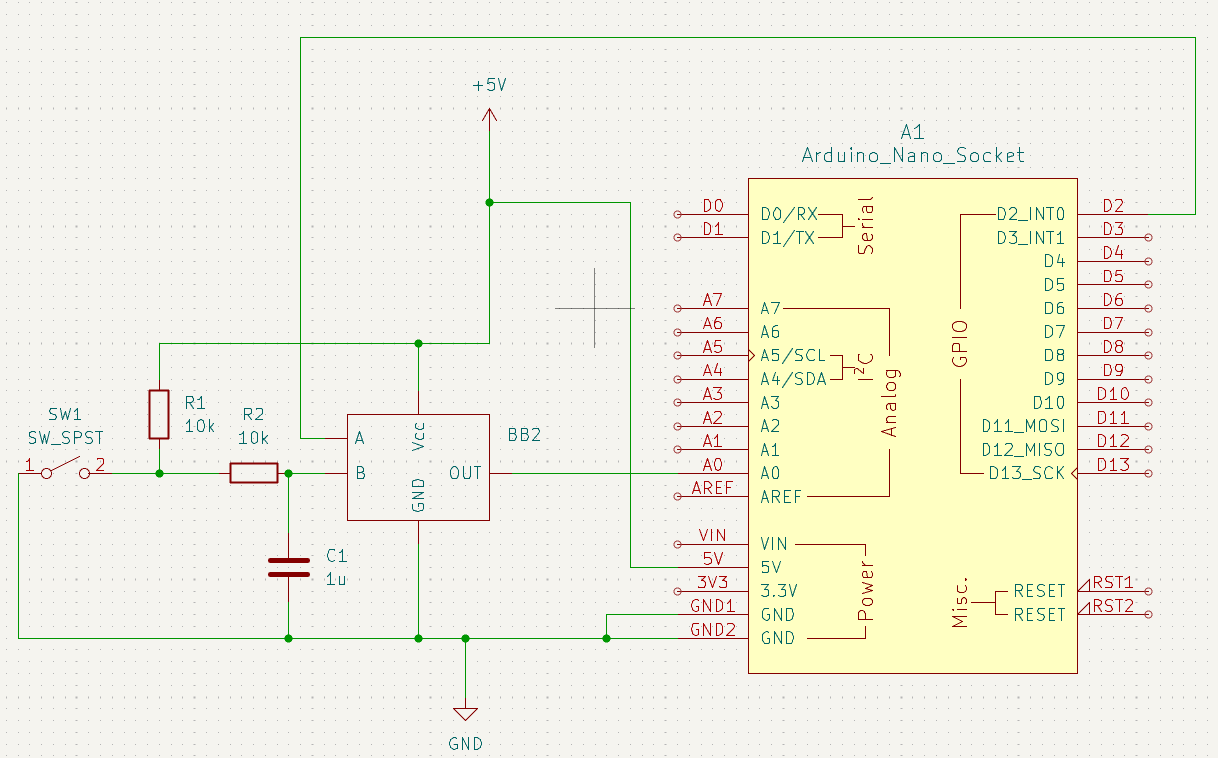 +5V
A1
Arduino_Nano_Socket
D0
D0/RX
D1
D1/TX
Serial
A7
A7
A6
A6
A5
A5/SCL
A4
A4/SDA
I²C
A3
A3
A2
A2
A1
A1
A0
A0
AREF
AREF
Analog
VIN
VIN
5V
5V
3V3
3.3V
GND1
GND
GND2
GND
Power
D2_INT0
D2
D3_INT1
D3
D4
D4
D5
D5
D6
D6
D7
D7
D8
D8
D9
D9
D10
D10
D11_MOSI
D11
D12_MISO
D12
D13_SCK
D13
GPIO
RESET
RST1
RESET
RST2
Misc.
SW1
SW_SPST
1
2
R1
10k
R2
10k
A
B
Vcc
GND
OUT
BB2
C1
1u
GND